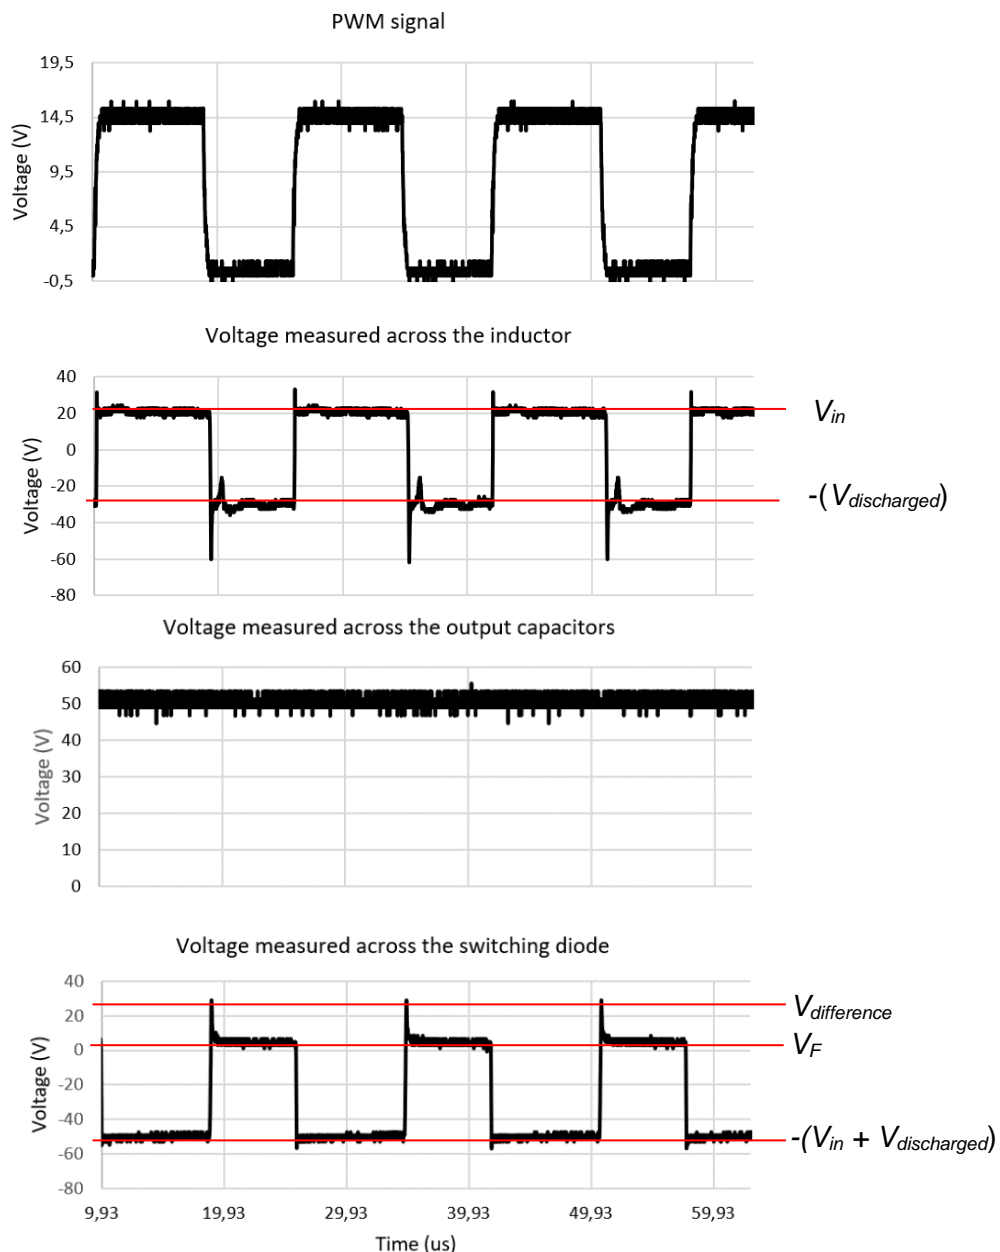 PWM signal
19,5
14,5
9,5
4,5
-0,5
Voltage (V)
Voltage measured across the inductor
40
20
0
-20
-40
-60
-80
Voltage (V)
V_in
-(V_discharged)
Voltage measured across the output capacitors
60
50
40
30
20
10
0
Voltage (V)
Voltage measured across the switching diode
40
20
0
-20
-40
-60
-80
Voltage (V)
V_difference
V_F
-(V_in + V_discharged)
9,93 19,93 29,93 39,93 49,93 59,93
Time (us)